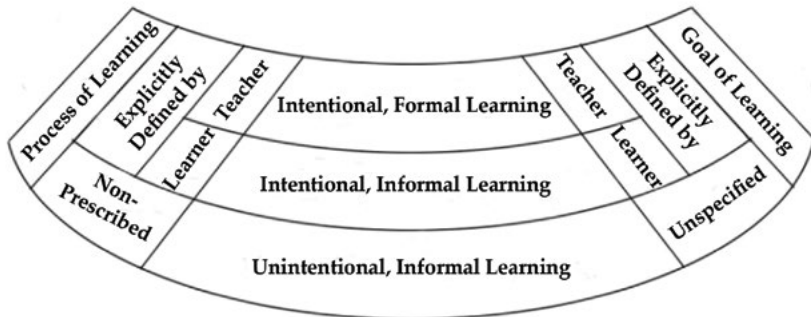 Process of Learning
Explicitly
Defined by
Teacher
Learner
Non-
Prescribed
Intentional, Formal Learning
Intentional, Informal Learning
Unintentional, Informal Learning
Teacher
Learner
Explicitly
Defined by
Unspecified
Goal of Learning